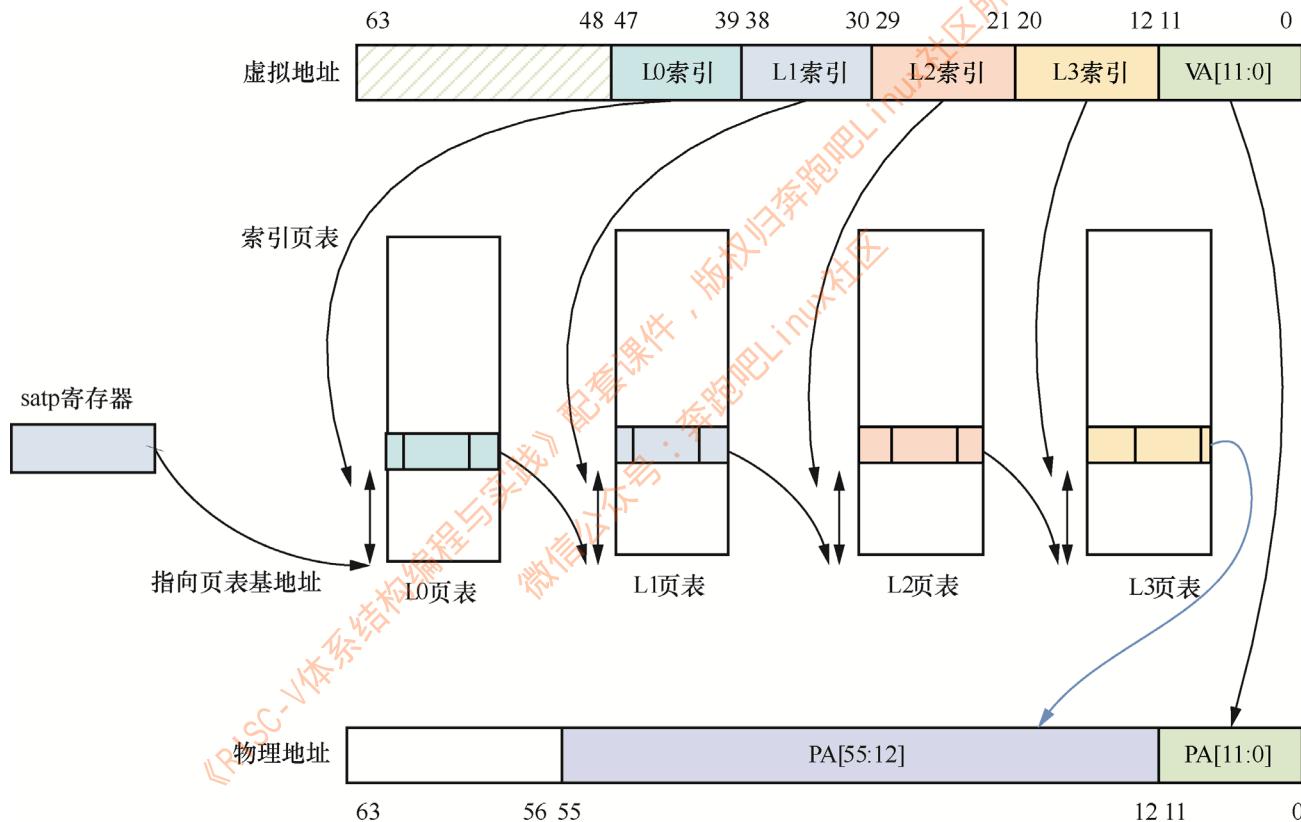 63 48 47 39 38 30 29 21 20 12 11 0
虚拟地址 L0索引 L1索引 L2索引 L3索引 VA[11:0]
索引页表
satp寄存器
指向页表基地址
L0页表 L1页表 L2页表 L3页表
物理地址 PA[55:12] PA[11:0]
63 56 55 12 11 0
《RISC-V体系结构编程与实践》配套课件，版权归奔跑吧Linux社区所
微信公众号：奔跑吧Linux社区